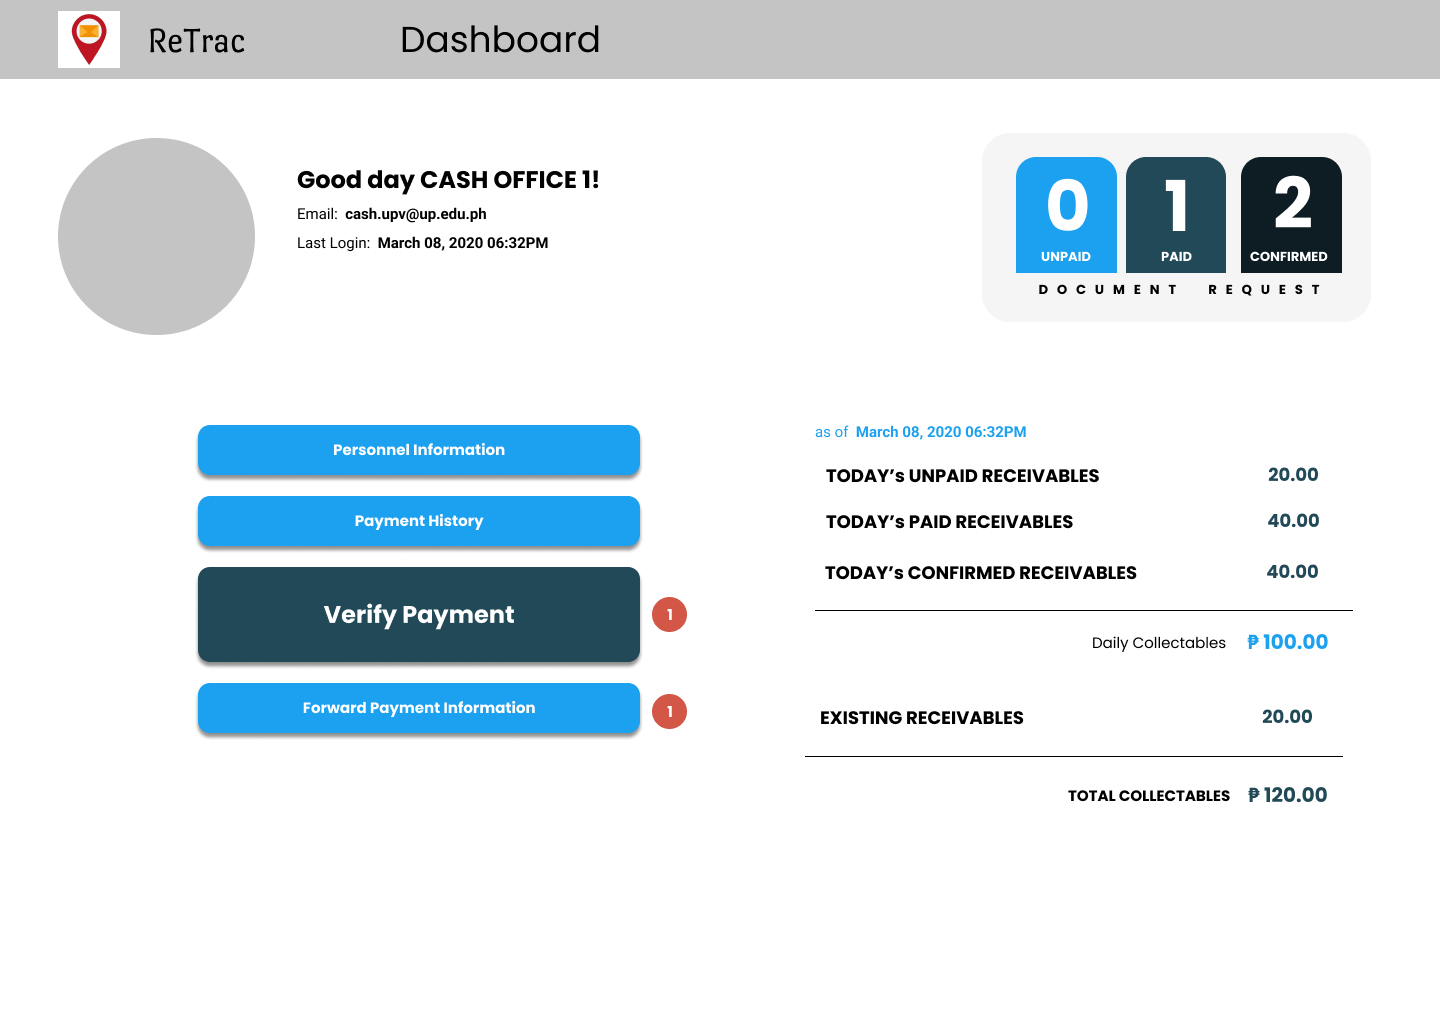 ReTrac
Dashboard
Good day CASH OFFICE 1!
Email: cash.upv@up.edu.ph
Last Login: March 08, 2020 06:32PM
0 1 2
UNPAID PAID CONFIRMED
DOCUMENT REQUEST
Personnel Information
Payment History
Verify Payment 1
Forward Payment Information 1
as of March 08, 2020 06:32PM
TODAY’s UNPAID RECEIVABLES 20.00
TODAY’s PAID RECEIVABLES 40.00
TODAY’s CONFIRMED RECEIVABLES 40.00
Daily Collectables ₱ 100.00
EXISTING RECEIVABLES 20.00
TOTAL COLLECTABLES ₱ 120.00